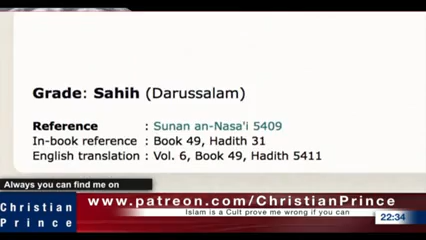 Grade: Sahih (Darussalam)
Reference : Sunan an-Nasa'i 5409
In-book reference : Book 49, Hadith 31
English translation : Vol. 6, Book 49, Hadith 5411
Always you can find me on
Christian Prince
www.patreon.com/ChristianPrince
Islam is a Cult prove me wrong if you can
22:34